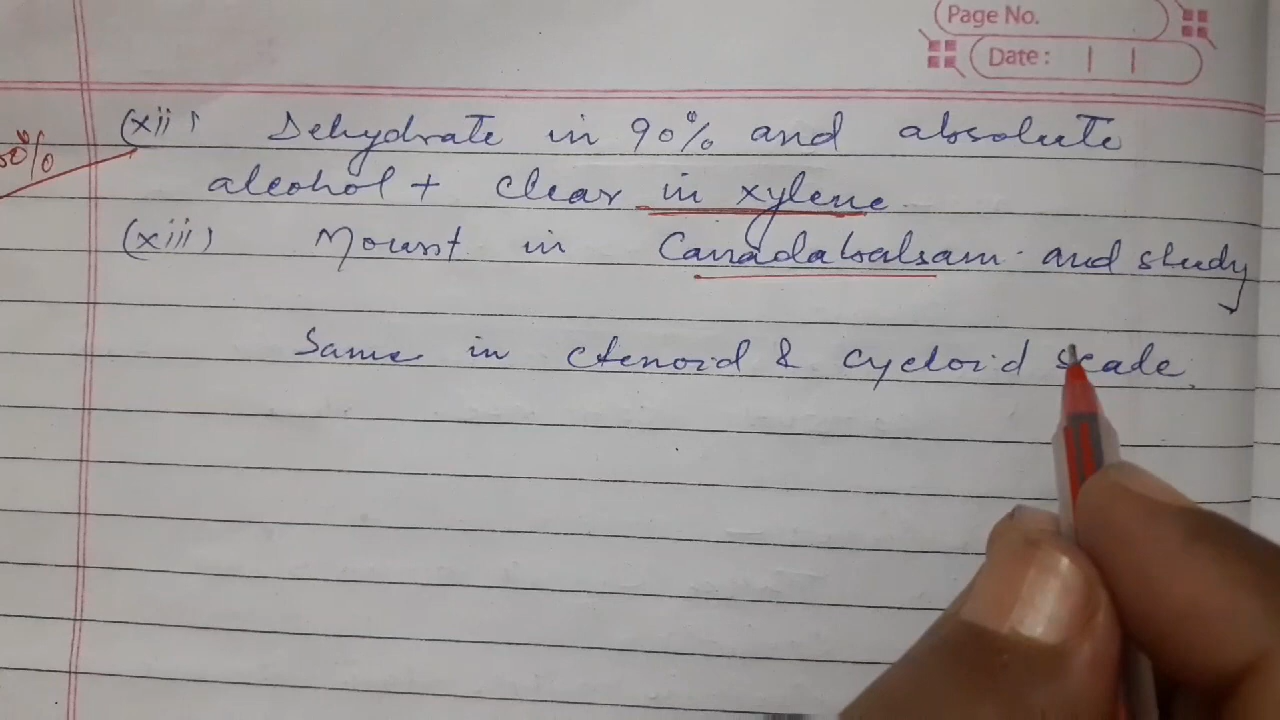 Page No.
Date :
(xii) Dehydrate in 90% and absolute
alcohol + clear in xylene
(xiii) Mount in Canadabalsam and study
Same in ctenoid & cycloid scale.